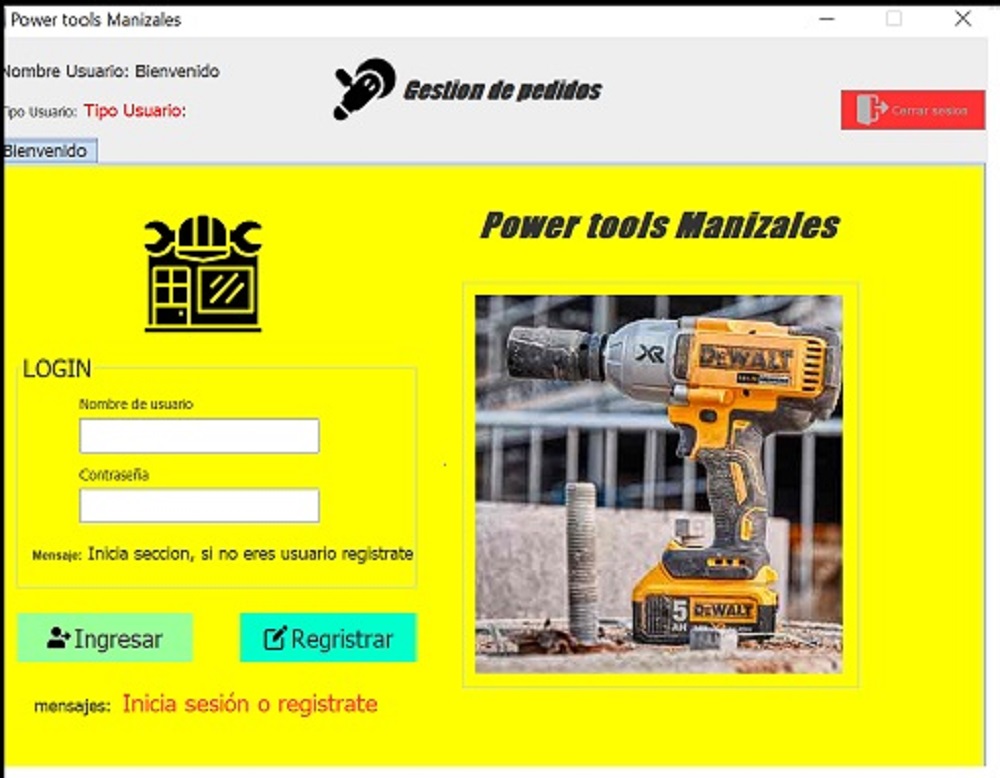 Power tools Manizales
Nombre Usuario: Bienvenido
Gestion de pedidos
Tipo Usuario: Tipo Usuario:
Cerrar sesion
Bienvenido
Power tools Manizales
LOGIN
Nombre de usuario
Contraseña
Mensaje: Inicia seccion, si no eres usuario registrate
Ingresar
Regristrar
mensajes: Inicia sesión o registrate
XR
DEWALT
5
AH
DEWALT